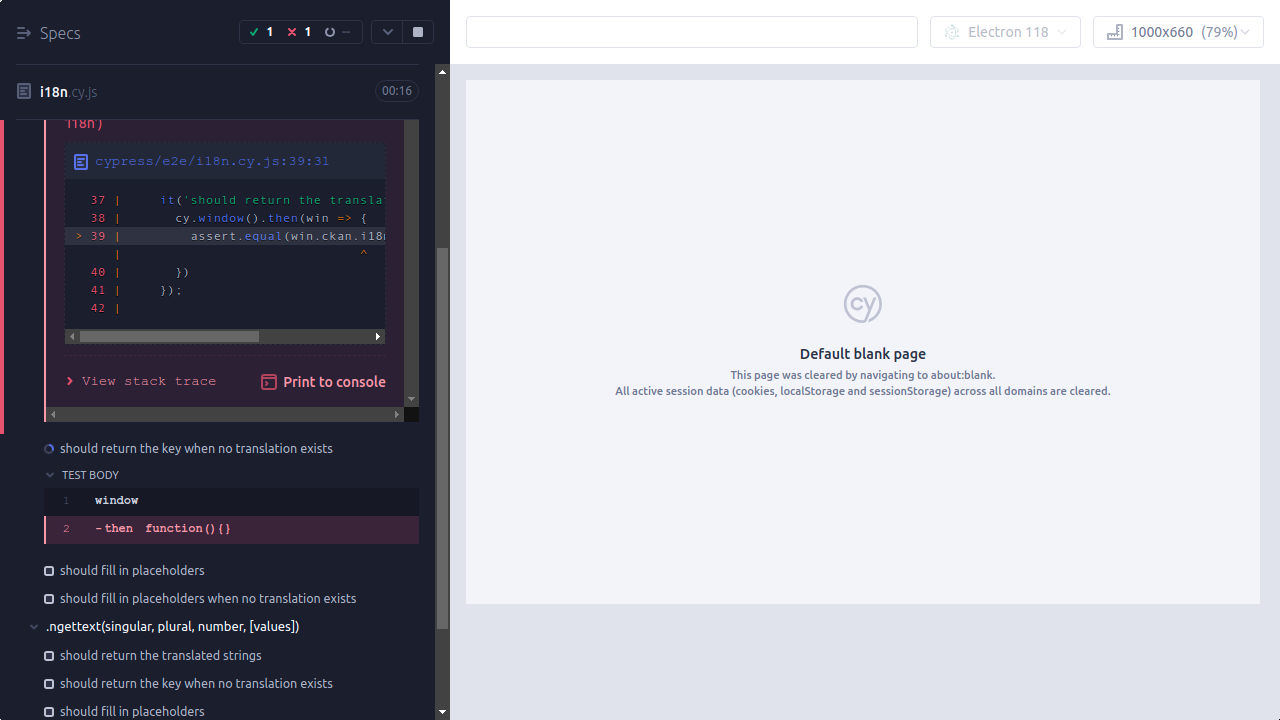 Specs
1
1
--
i18n.cy.js
00:16
'i18n')
cypress/e2e/i18n.cy.js:39:31
37 | it('should return the transla
38 | cy.window().then(win => {
> 39 | assert.equal(win.ckan.i18n
| ^
40 | })
41 | });
42 |
View stack trace
Print to console
should return the key when no translation exists
TEST BODY
1 window
2 -then function(){}
should fill in placeholders
should fill in placeholders when no translation exists
.ngettext(singular, plural, number, [values])
should return the translated strings
should return the key when no translation exists
should fill in placeholders
Electron 118
1000x660 (79%)
cy
Default blank page
This page was cleared by navigating to about:blank.
All active session data (cookies, localStorage and sessionStorage) across all domains are cleared.